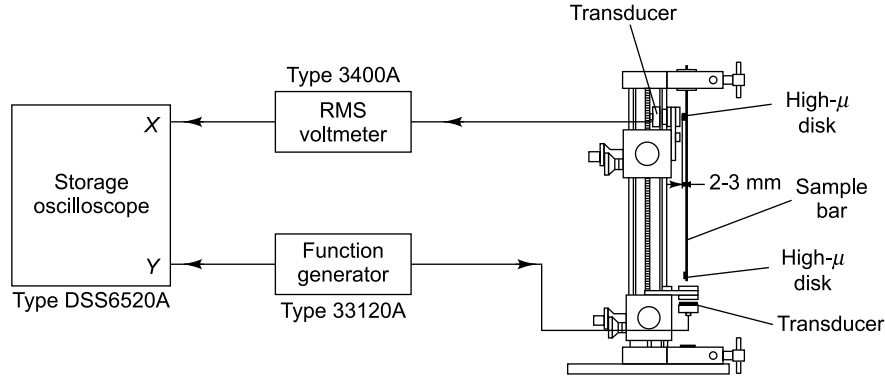 Transducer
Type 3400A
RMS
voltmeter
X
High-μ
disk
Storage
oscilloscope
2-3 mm
Sample
bar
Y
Function
generator
High-μ
disk
Type DSS6520A
Type 33120A
Transducer